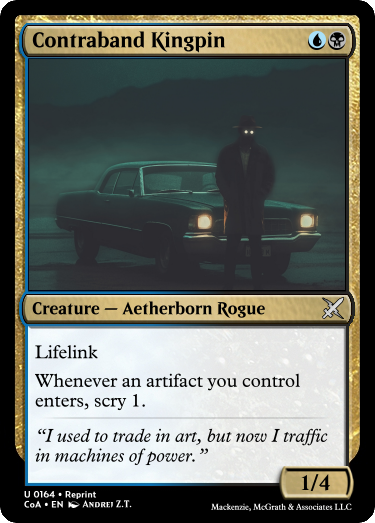 Contraband Kingpin
Creature — Aetherborn Rogue
Lifelink
Whenever an artifact you control
enters, scry 1.
“I used to trade in art, but now I traffic
in machines of power.”
1/4
U 0164 • Reprint
CoA • EN Andrej Z.T.
Mackenzie, McGrath & Associates LLC